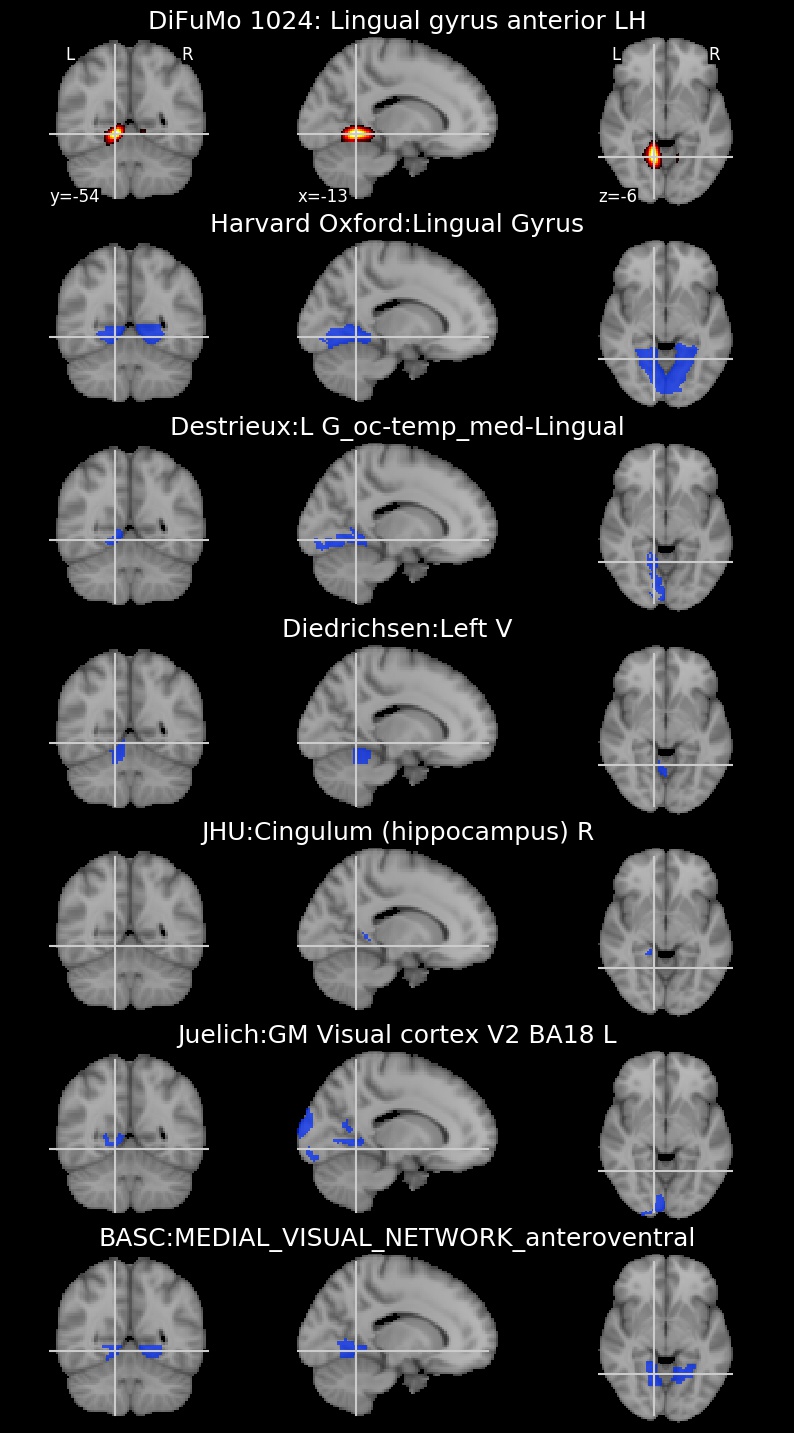 DiFuMo 1024: Lingual gyrus anterior LH
L R L R
y=-54 x=-13 z=-6
Harvard Oxford:Lingual Gyrus
Destrieux:L G_oc-temp_med-Lingual
Diedrichsen:Left V
JHU:Cingulum (hippocampus) R
Juelich:GM Visual cortex V2 BA18 L
BASC:MEDIAL_VISUAL_NETWORK_anteroventral